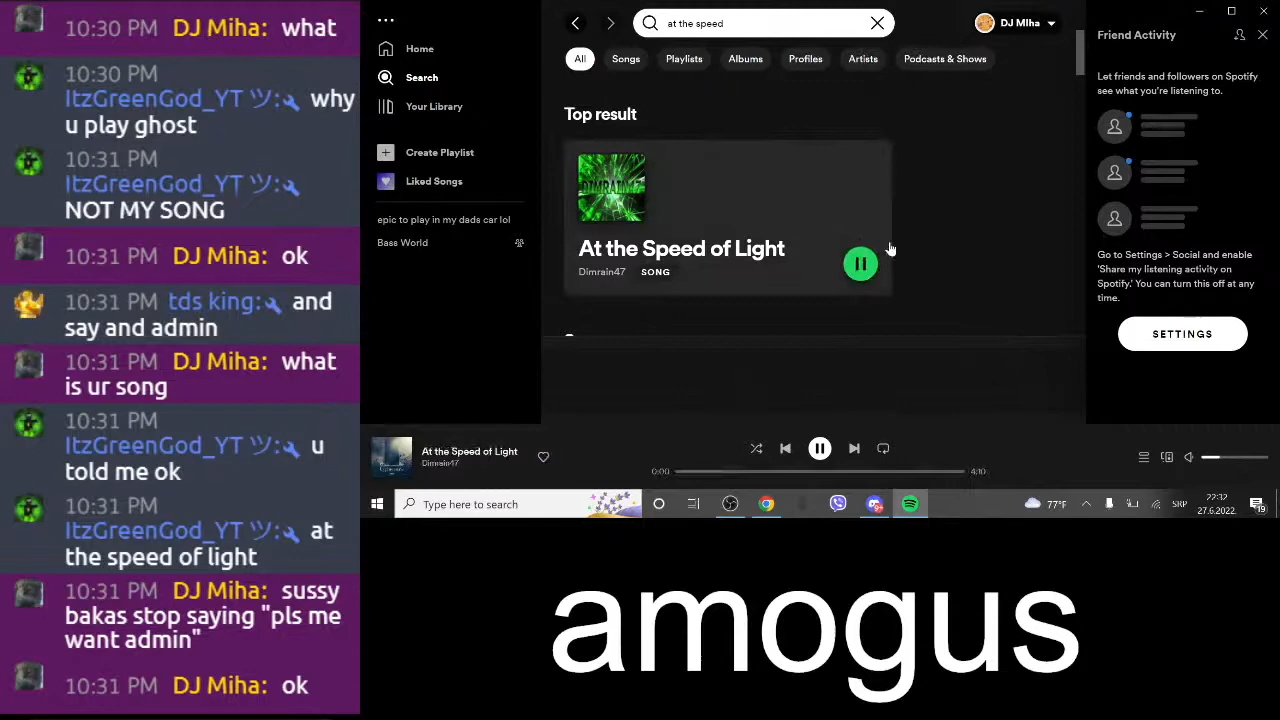 10:30 PM DJ Miha: what
10:30 PM
ItzGreenGod_YT ツ: why
u play ghost
10:31 PM
ItzGreenGod_YT ツ:
NOT MY SONG
10:31 PM DJ Miha: ok
10:31 PM tds king: and
say and admin
10:31 PM DJ Miha: what
is ur song
10:31 PM
ItzGreenGod_YT ツ: u
told me ok
10:31 PM
ItzGreenGod_YT ツ: at
the speed of light
10:31 PM DJ Miha: sussy
bakas stop saying "pls me
want admin"
10:31 PM DJ Miha: ok
Home
Search
Your Library
Create Playlist
Liked Songs
epic to play in my dads car lol
Bass World
at the speed
DJ MIha
All Songs Playlists Albums Profiles Artists Podcasts & Shows
Top result
DIMRAIN47
At the Speed of Light
Dimrain47 SONG
Friend Activity
Let friends and followers on Spotify
see what you're listening to.
Go to Settings > Social and enable
'Share my listening activity on
Spotify.' You can turn this off at any
time.
SETTINGS
At the Speed of Light
Dimrain47
0:00 4:10
Type here to search
77°F
SRP
22:32
27.6.2022.
19
amogus